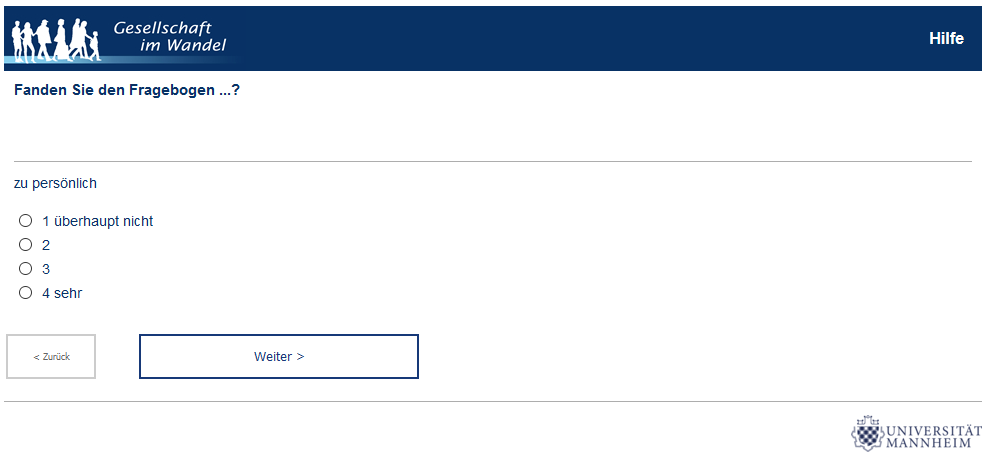 Gesellschaft
im Wandel
Hilfe
Fanden Sie den Fragebogen ...?
zu persönlich
1 überhaupt nicht
2
3
4 sehr
< Zurück
Weiter >
UNIVERSITÄT
MANNHEIM